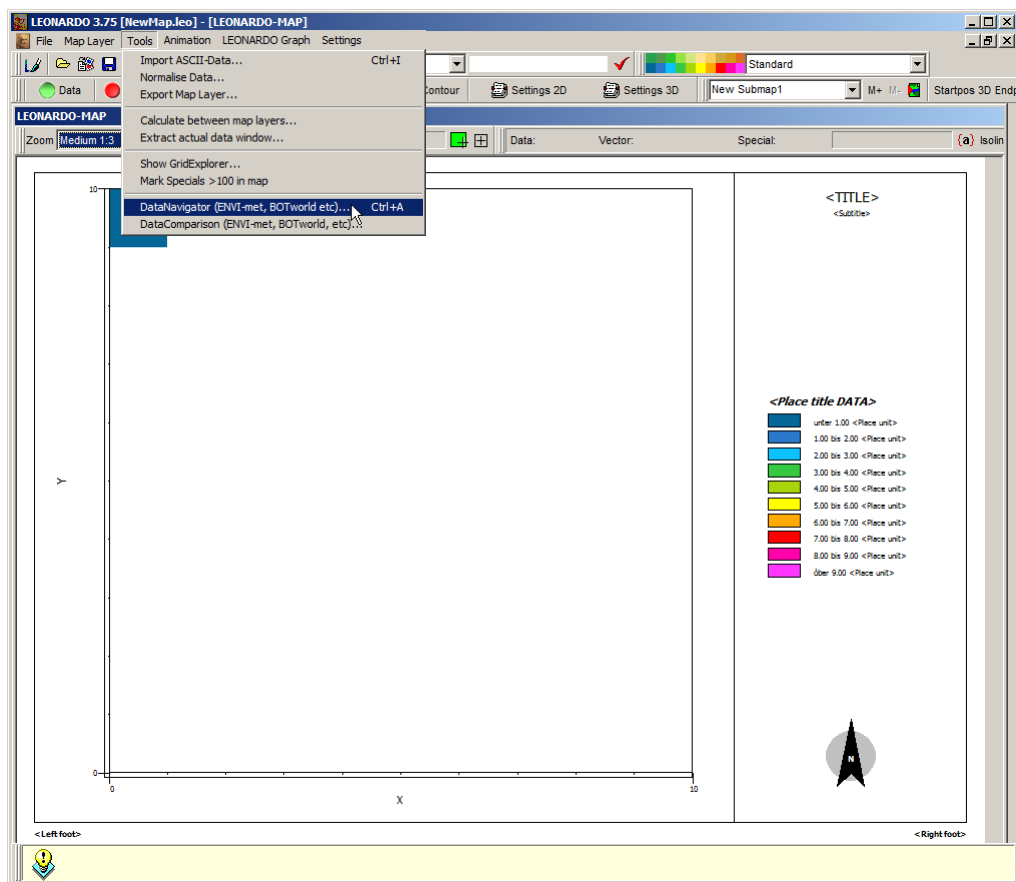 LEONARDO 3.75 [NewMap.leo] - [LEONARDO-MAP]
File Map Layer Tools Animation LEONARDO Graph Settings
Import ASCII-Data... Ctrl+I
Normalise Data...
Export Map Layer...
Calculate between map layers...
Extract actual data window...
Show GridExplorer...
Mark Specials >100 in map
DataNavigator (ENVI-met, BOTworld etc)... Ctrl+A
DataComparison (ENVI-met, BOTworld, etc)...
Standard
Data
Contour Settings 2D Settings 3D New Submap1 M+ M- Startpos 3D Endp
LEONARDO-MAP
Zoom Medium 1:3
Data: Vector: Special: {a} Isolin
10
Y
0
0 10
X
<TITLE>
<Subtitle>
<Place title DATA>
unter 1.00 <Place unit>
1.00 bis 2.00 <Place unit>
2.00 bis 3.00 <Place unit>
3.00 bis 4.00 <Place unit>
4.00 bis 5.00 <Place unit>
5.00 bis 6.00 <Place unit>
6.00 bis 7.00 <Place unit>
7.00 bis 8.00 <Place unit>
8.00 bis 9.00 <Place unit>
ôber 9.00 <Place unit>
N
<Left foot> <Right foot>